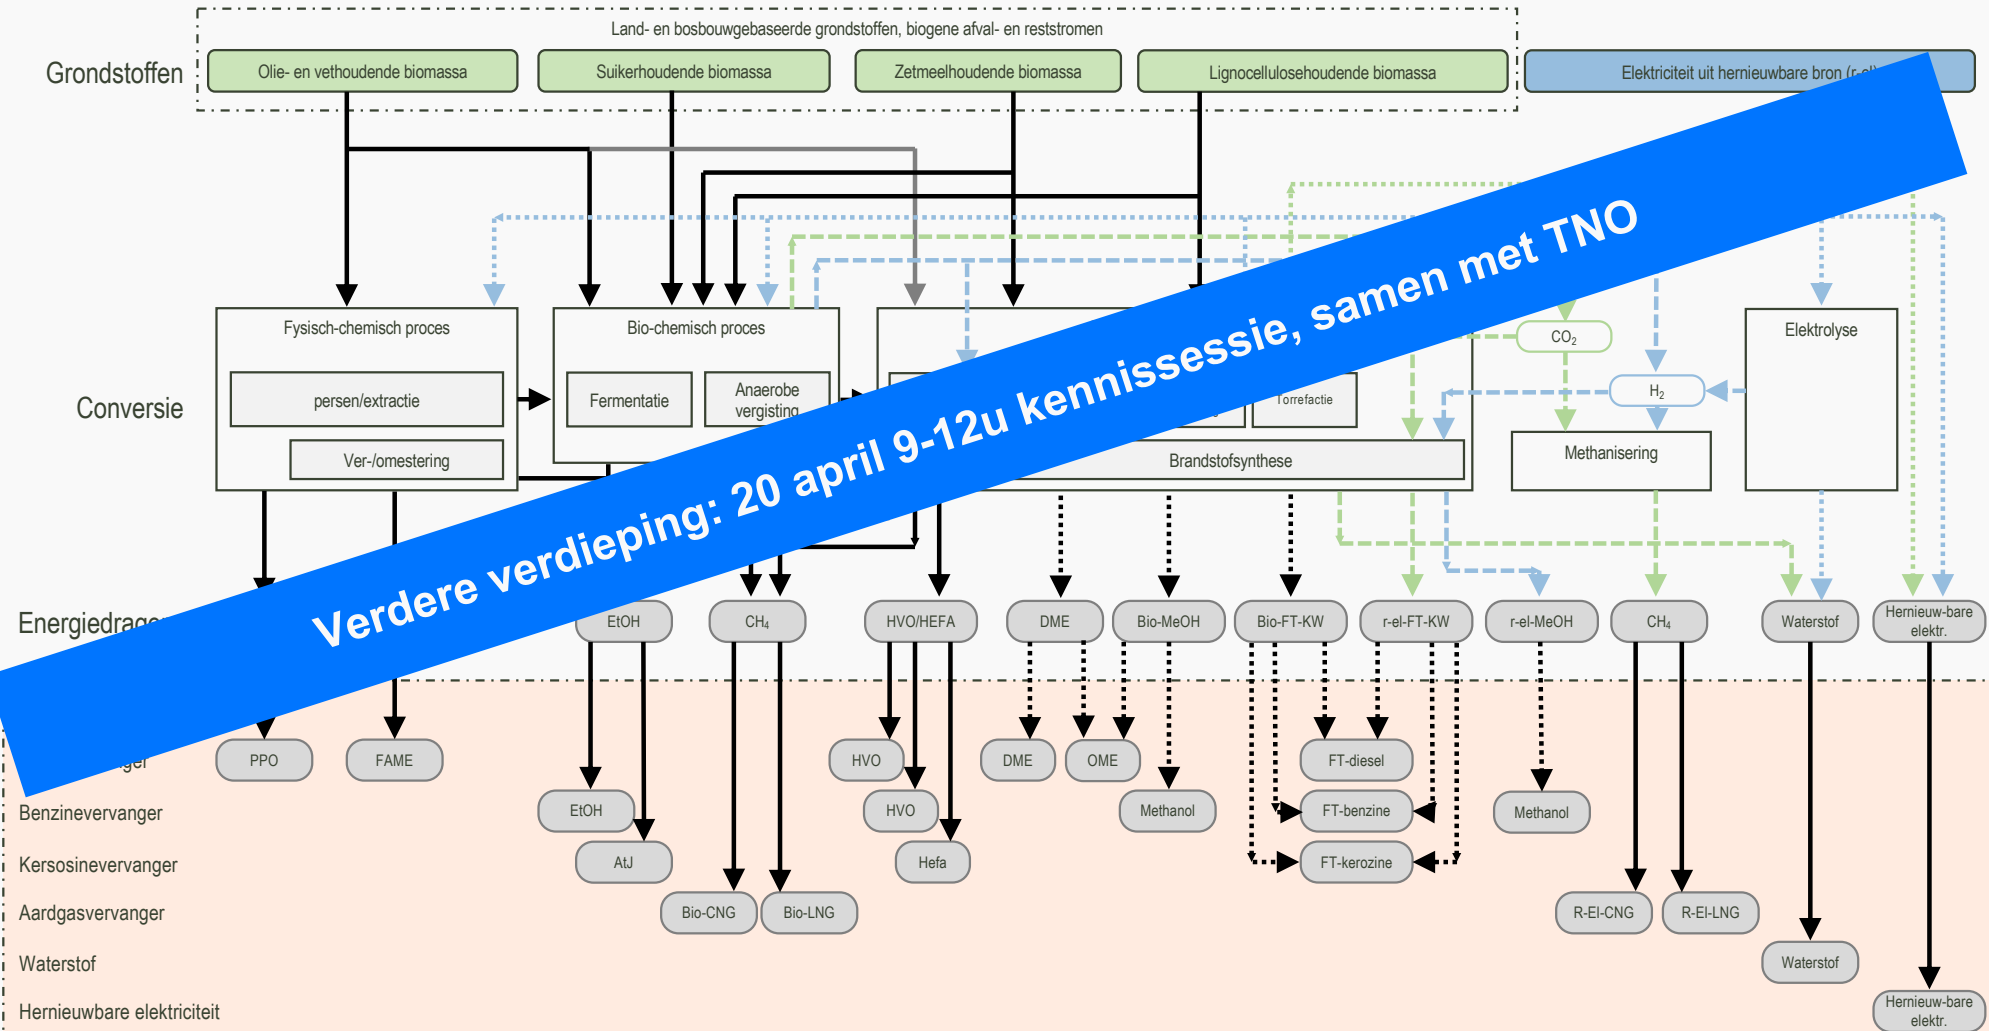 Land- en bosbouwgebaseerde grondstoffen, biogene afval- en reststromen
Grondstoffen
Olie- en vethoudende biomassa
Suikerhoudende biomassa
Zetmeelhoudende biomassa
Lignocellulosehoudende biomassa
Elektriciteit uit hernieuwbare bron (r-el)
Verdere verdieping: 20 april 9-12u kennissessie, samen met TNO
Conversie
Fysisch-chemisch proces
persen/extractie
Ver-/omestering
Bio-chemisch proces
Fermentatie
Anaerobe
vergisting
Torrefactie
Brandstofsynthese
CO₂
H₂
Methanisering
Elektrolyse
EtOH
CH₄
HVO/HEFA
DME
Bio-MeOH
Bio-FT-KW
r-el-FT-KW
r-el-MeOH
CH₄
Waterstof
Hernieuw-bare
elektr.
PPO
FAME
HVO
DME
OME
FT-diesel
Benzinevervanger
EtOH
HVO
Methanol
FT-benzine
Methanol
Kersosinevervanger
AtJ
Hefa
FT-kerozine
Aardgasvervanger
Bio-CNG
Bio-LNG
R-El-CNG
R-El-LNG
Waterstof
Waterstof
Hernieuwbare elektriciteit
Hernieuw-bare
elektr.